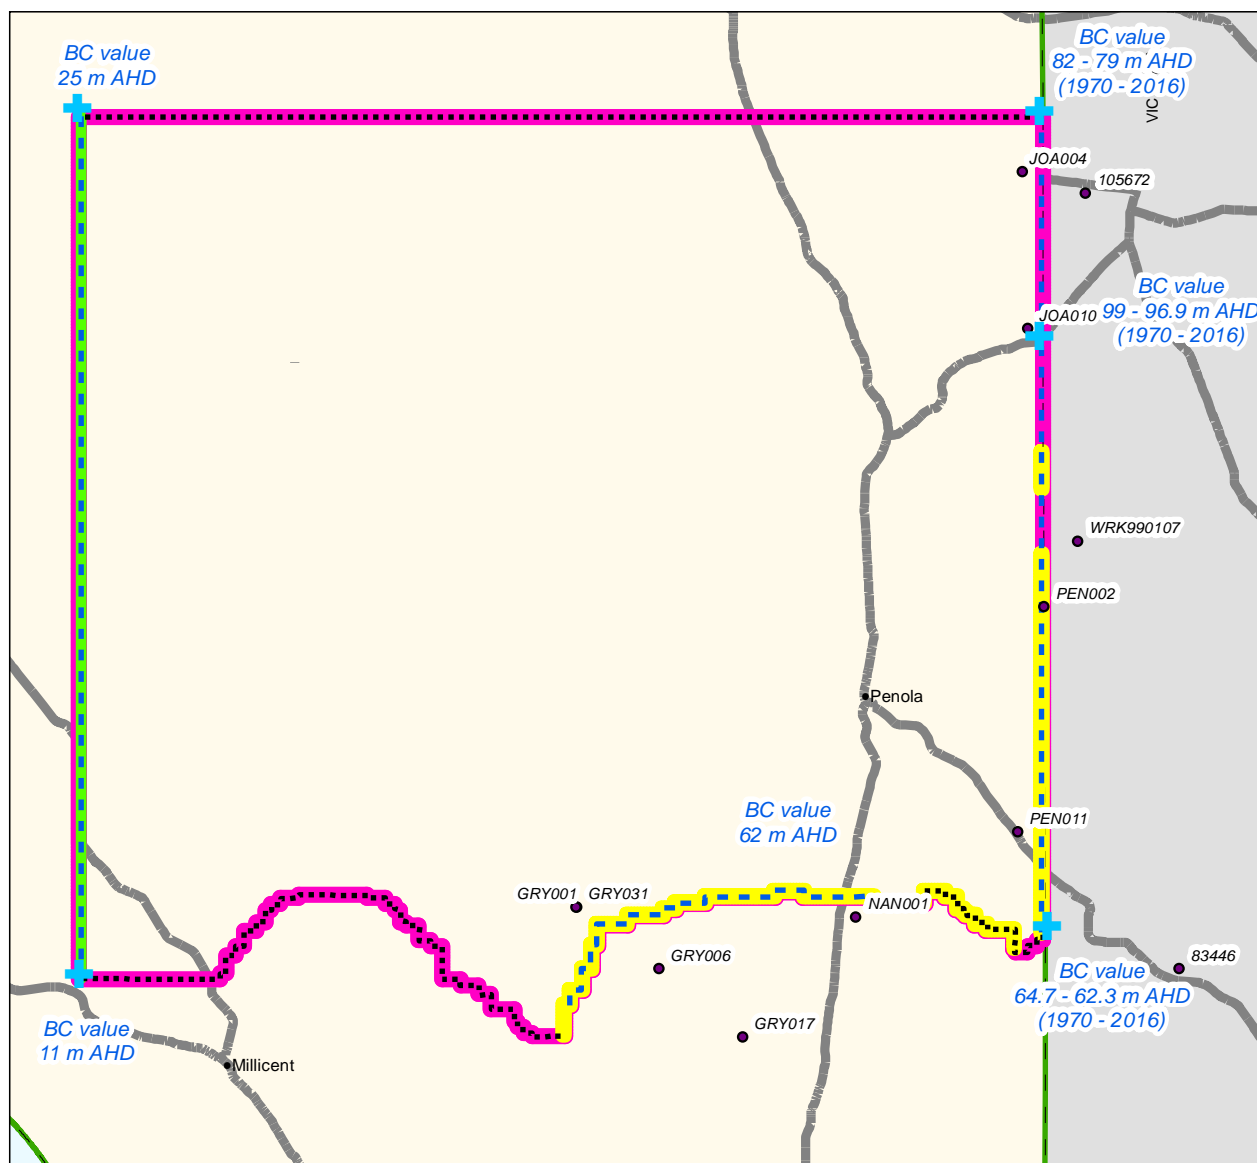 BC value
25 m AHD
BC value
82 - 79 m AHD
(1970 - 2016)
VIC
JOA004
105672
BC value
99 - 96.9 m AHD
(1970 - 2016)
JOA010
WRK990107
PEN002
Penola
BC value
62 m AHD
PEN011
GRY001
GRY031
NAN001
GRY006
83446
BC value
64.7 - 62.3 m AHD
(1970 - 2016)
GRY017
BC value
11 m AHD
Millicent